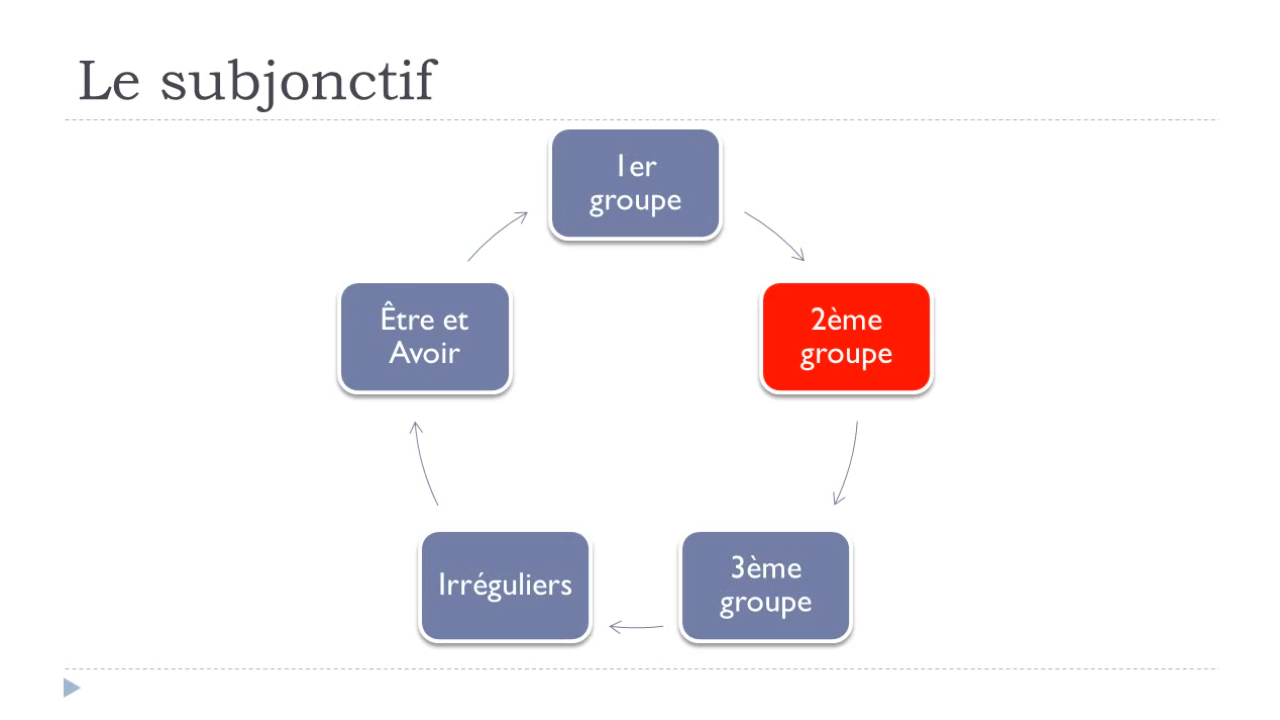 Le subjonctif
1er
groupe
2ème
groupe
3ème
groupe
Irréguliers
Être et
Avoir